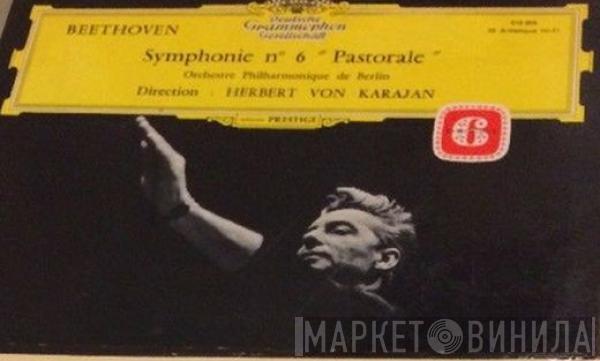 BEETHOVEN
Deutsche
Grammophon
Gesellschaft
Symphonie nº 6 " Pastorale "
Orchestre Philharmonique de Berlin
Direction : HERBERT VON KARAJAN
PRESTIGE
6
МАРКЕТ ВИНИЛА